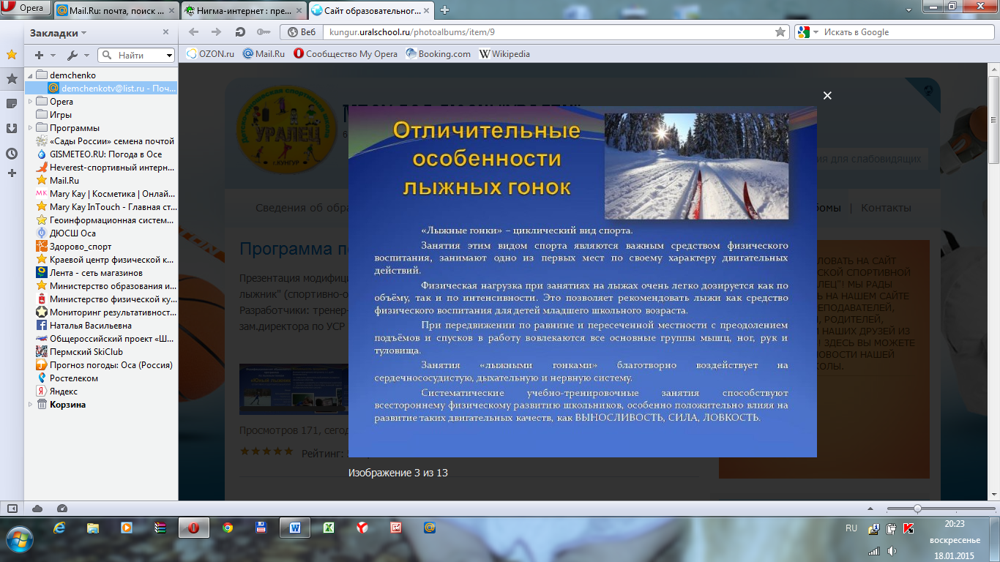 Opera
Mail.Ru: почта, поиск ...
Нигма-интернет : пре...
Сайт образовательног...
Закладки
Веб
kungur.uralschool.ru/photoalbums/item/9
Искать в Google
Найти
OZON.ru
Mail.Ru
Сообщество My Opera
Booking.com
Wikipedia
demchenko
demchenkotv@list.ru - Поч...
Opera
Игры
Программы
«Сады России» семена почтой
GISMETEO.RU: Погода в Осе
Heverest-спортивный интерн...
Mail.Ru
Mary Kay | Косметика | Онлай...
Mary Kay InTouch - Главная ст...
Геоинформационная систем...
ДЮСШ Оса
Здорово_спорт
Краевой центр физической к...
Лента - сеть магазинов
Министерство образования и...
Министерство физической ку...
Мониторинг результативност...
Наталья Васильевна
Общероссийский проект «Ш...
Пермский SkiClub
Прогноз погоды: Оса (Россия)
Ростелеком
Яндекс
Корзина
Детско-юношеская спортивная школа
УРАЛЕЦ
г.КУНГУР
ия для слабовидящих
Сведения об обра
бомы | Контакты
Программа по
Презентация модифиц
лыжник" (спортивно-о
Разработчики: тренер-
зам.директора по УСР
Просмотров 171, сегод
Рейтинг:
ЛОВАТЬ НА САЙТ
СКОЙ СПОРТИВНОЙ
АЛЕЦ"! МЫ РАДЫ
Ь НА НАШЕМ САЙТЕ
ЕПОДАВАТЕЛЕЙ,
, РОДИТЕЛЕЙ,
И НАШИХ ДРУЗЕЙ ИЗ
! ЗДЕСЬ ВЫ МОЖЕТЕ
ОВОСТИ НАШЕЙ
ОЛЫ.
Отличительные
особенности
лыжных гонок
«Лыжные гонки» – циклический вид спорта.
Занятия этим видом спорта являются важным средством физического
воспитания, занимают одно из первых мест по своему характеру двигательных
действий.
Физическая нагрузка при занятиях на лыжах очень легко дозируется как по
объёму, так и по интенсивности. Это позволяет рекомендовать лыжи как средство
физического воспитания для детей младшего школьного возраста.
При передвижении по равнине и пересеченной местности с преодолением
подъёмов и спусков в работу вовлекаются все основные группы мышц, ног, рук и
туловища.
Занятия «лыжными гонками» благотворно воздействует на
сердечнососудистую, дыхательную и нервную систему.
Систематические учебно-тренировочные занятия способствуют
всестороннему физическому развитию школьников, особенно положительно влияя на
развитие таких двигательных качеств, как ВЫНОСЛИВОСТЬ, СИЛА, ЛОВКОСТЬ.
Изображение 3 из 13
RU
20:23
воскресенье
18.01.2015